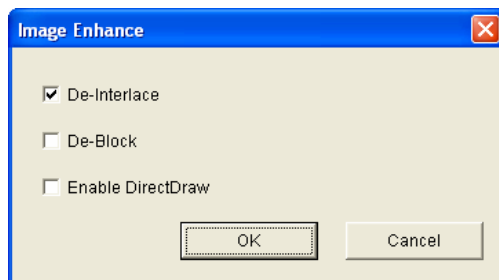 Image Enhance
De-Interlace
De-Block
Enable DirectDraw
OK Cancel